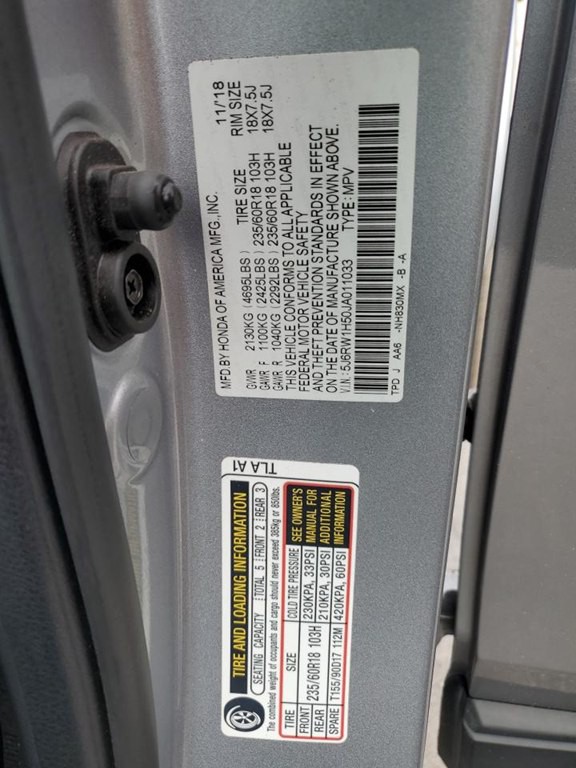 MFD.BY HONDA OF AMERICA MFG.,INC. 11/'18
TIRE SIZE RIM SIZE
GVWR 2130KG(4695LBS)
GAWR F 1100KG(2425LBS) 235/60R18 103H 18X7.5J
GAWR R 1040KG(2292LBS) 235/60R18 103H 18X7.5J
THIS VEHICLE CONFORMS TO ALL APPLICABLE
FEDERAL MOTOR VEHICLE SAFETY
AND THEFT PREVENTION STANDARDS IN EFFECT
ON THE DATE OF MANUFACTURE SHOWN ABOVE.
V.I.N.:5J6RW1H50JA011033 TYPE:MPV
TPD J AA6 -NH830MX -B -A
TIRE AND LOADING INFORMATION TLA A1
SEATING CAPACITY TOTAL 5 FRONT 2 REAR 3
The combined weight of occupants and cargo should never exceed 385kg or 850lbs.
TIRE SIZE COLD TIRE PRESSURE SEE OWNER'S
FRONT 235/60R18 103H 230KPA, 33PSI MANUAL FOR
REAR 210KPA, 30PSI ADDITIONAL
SPARE T155/90D17 112M 420KPA, 60PSI INFORMATION